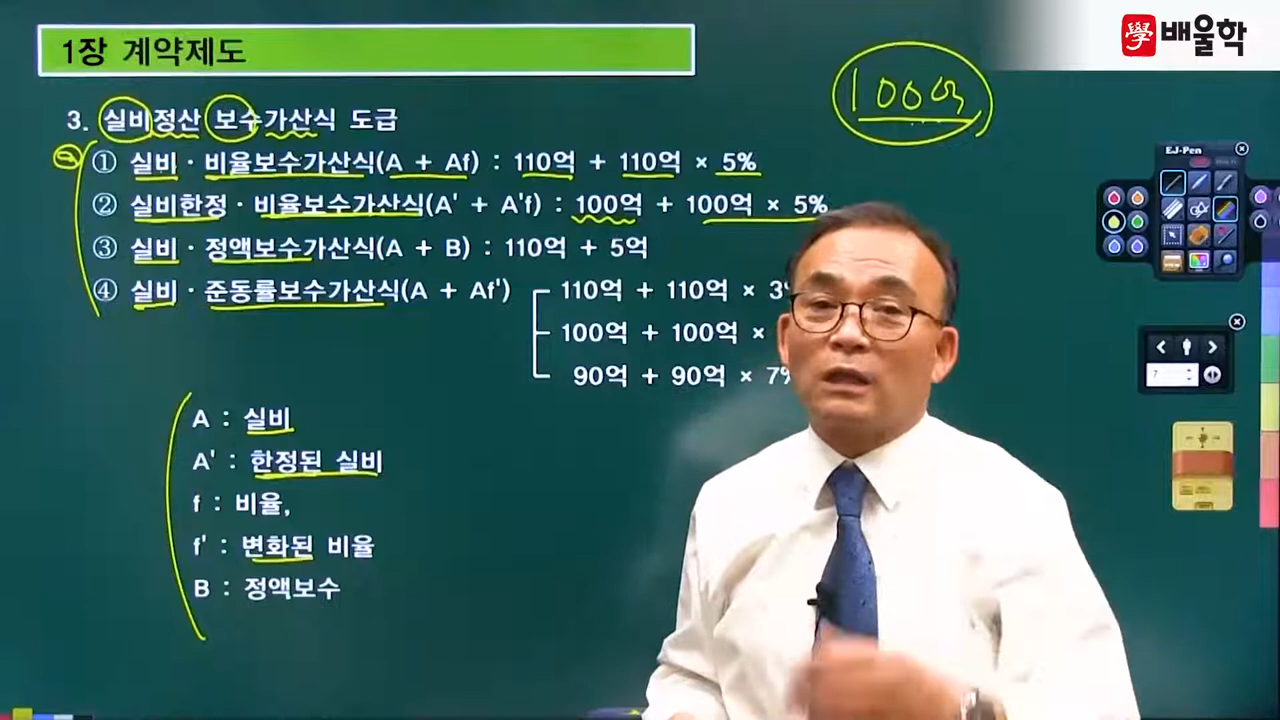 1장 계약제도
學 배울학
100억
3. 실비정산 보수가산식 도급
① 실비 · 비율보수가산식(A + Af) : 110억 + 110억 × 5%
② 실비한정 · 비율보수가산식(A' + A'f) : 100억 + 100억 × 5%
③ 실비 · 정액보수가산식(A + B) : 110억 + 5억
④ 실비 · 준동률보수가산식(A + Af')
110억 + 110억 × 3%
100억 + 100억 ×
90억 + 90억 × 7%
A : 실비
A' : 한정된 실비
f : 비율,
f' : 변화된 비율
B : 정액보수
EJ-Pen
7